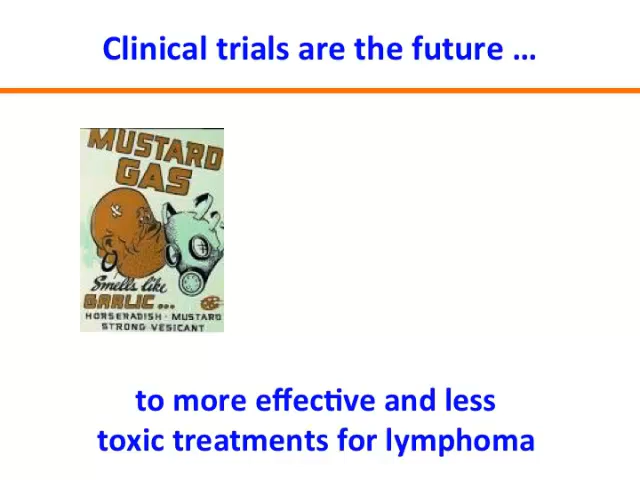 Clinical trials are the future ...
MUSTARD
GAS
Smells like
GARLIC...
HORSERADISH - MUSTARD
STRONG VESICANT
to more effective and less
toxic treatments for lymphoma